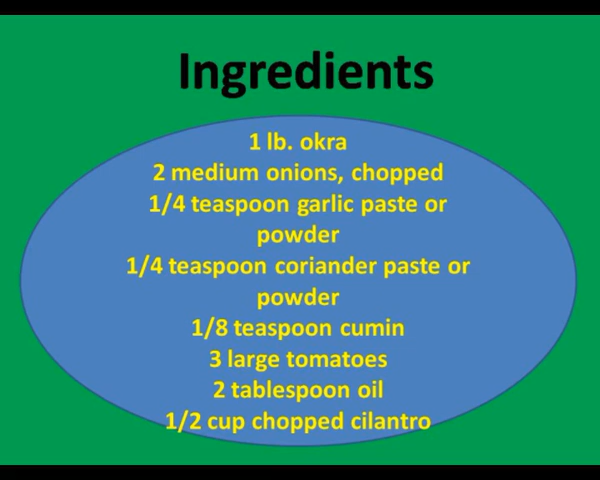 Ingredients
1 lb. okra
2 medium onions, chopped
1/4 teaspoon garlic paste or
powder
1/4 teaspoon coriander paste or
powder
1/8 teaspoon cumin
3 large tomatoes
2 tablespoon oil
1/2 cup chopped cilantro